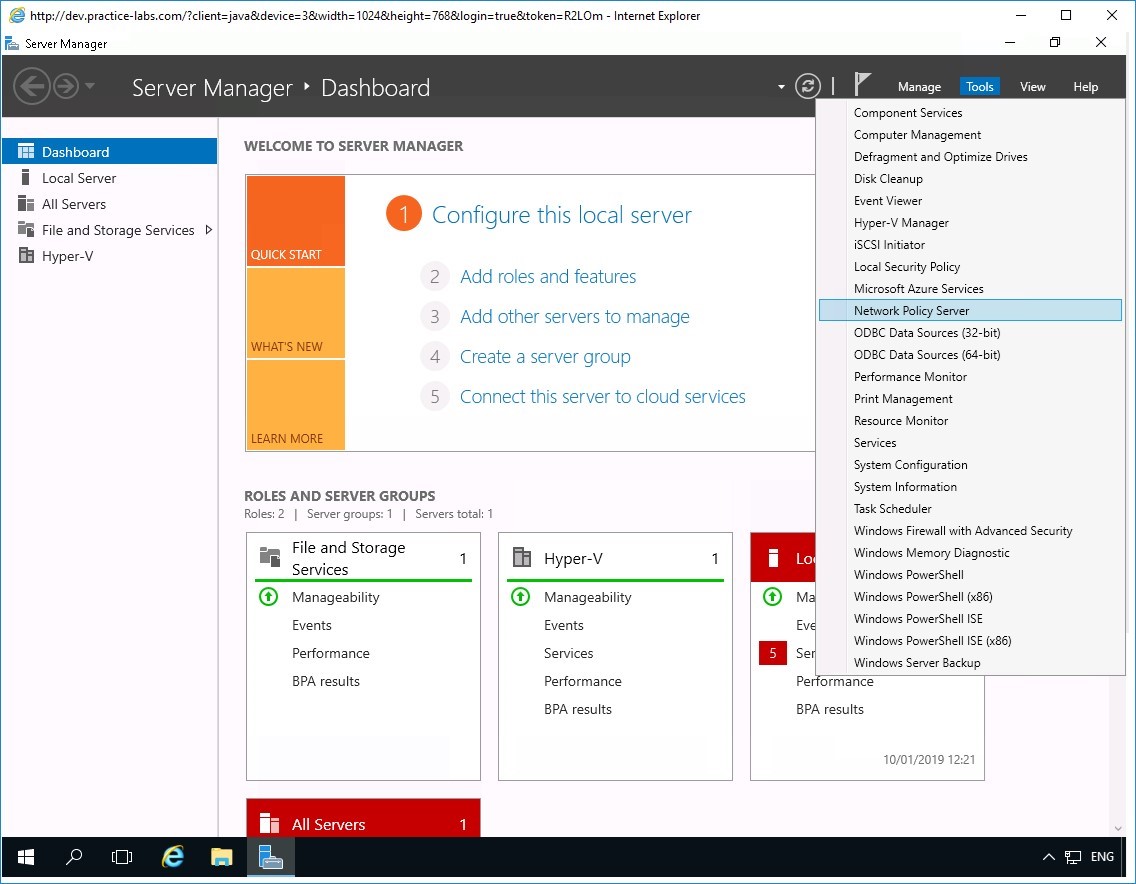 http://dev.practice-labs.com/?client=java&device=3&width=1024&height=768&login=true&token=R2LOm - Internet Explorer
Server Manager
Server Manager Dashboard
Manage Tools View Help
Component Services
Computer Management
Defragment and Optimize Drives
Disk Cleanup
Event Viewer
Hyper-V Manager
iSCSI Initiator
Local Security Policy
Microsoft Azure Services
Network Policy Server
ODBC Data Sources (32-bit)
ODBC Data Sources (64-bit)
Performance Monitor
Print Management
Resource Monitor
Services
System Configuration
System Information
Task Scheduler
Windows Firewall with Advanced Security
Windows Memory Diagnostic
Windows PowerShell
Windows PowerShell (x86)
Windows PowerShell ISE
Windows PowerShell ISE (x86)
Windows Server Backup
Dashboard
Local Server
All Servers
File and Storage Services
Hyper-V
WELCOME TO SERVER MANAGER
QUICK START
WHAT'S NEW
LEARN MORE
1 Configure this local server
2 Add roles and features
3 Add other servers to manage
4 Create a server group
5 Connect this server to cloud services
ROLES AND SERVER GROUPS
Roles: 2 | Server groups: 1 | Servers total: 1
File and Storage
Services 1
Manageability
Events
Performance
BPA results
Hyper-V 1
Manageability
Events
Services
Performance
BPA results
5
Performance
BPA results
10/01/2019 12:21
All Servers 1
ENG